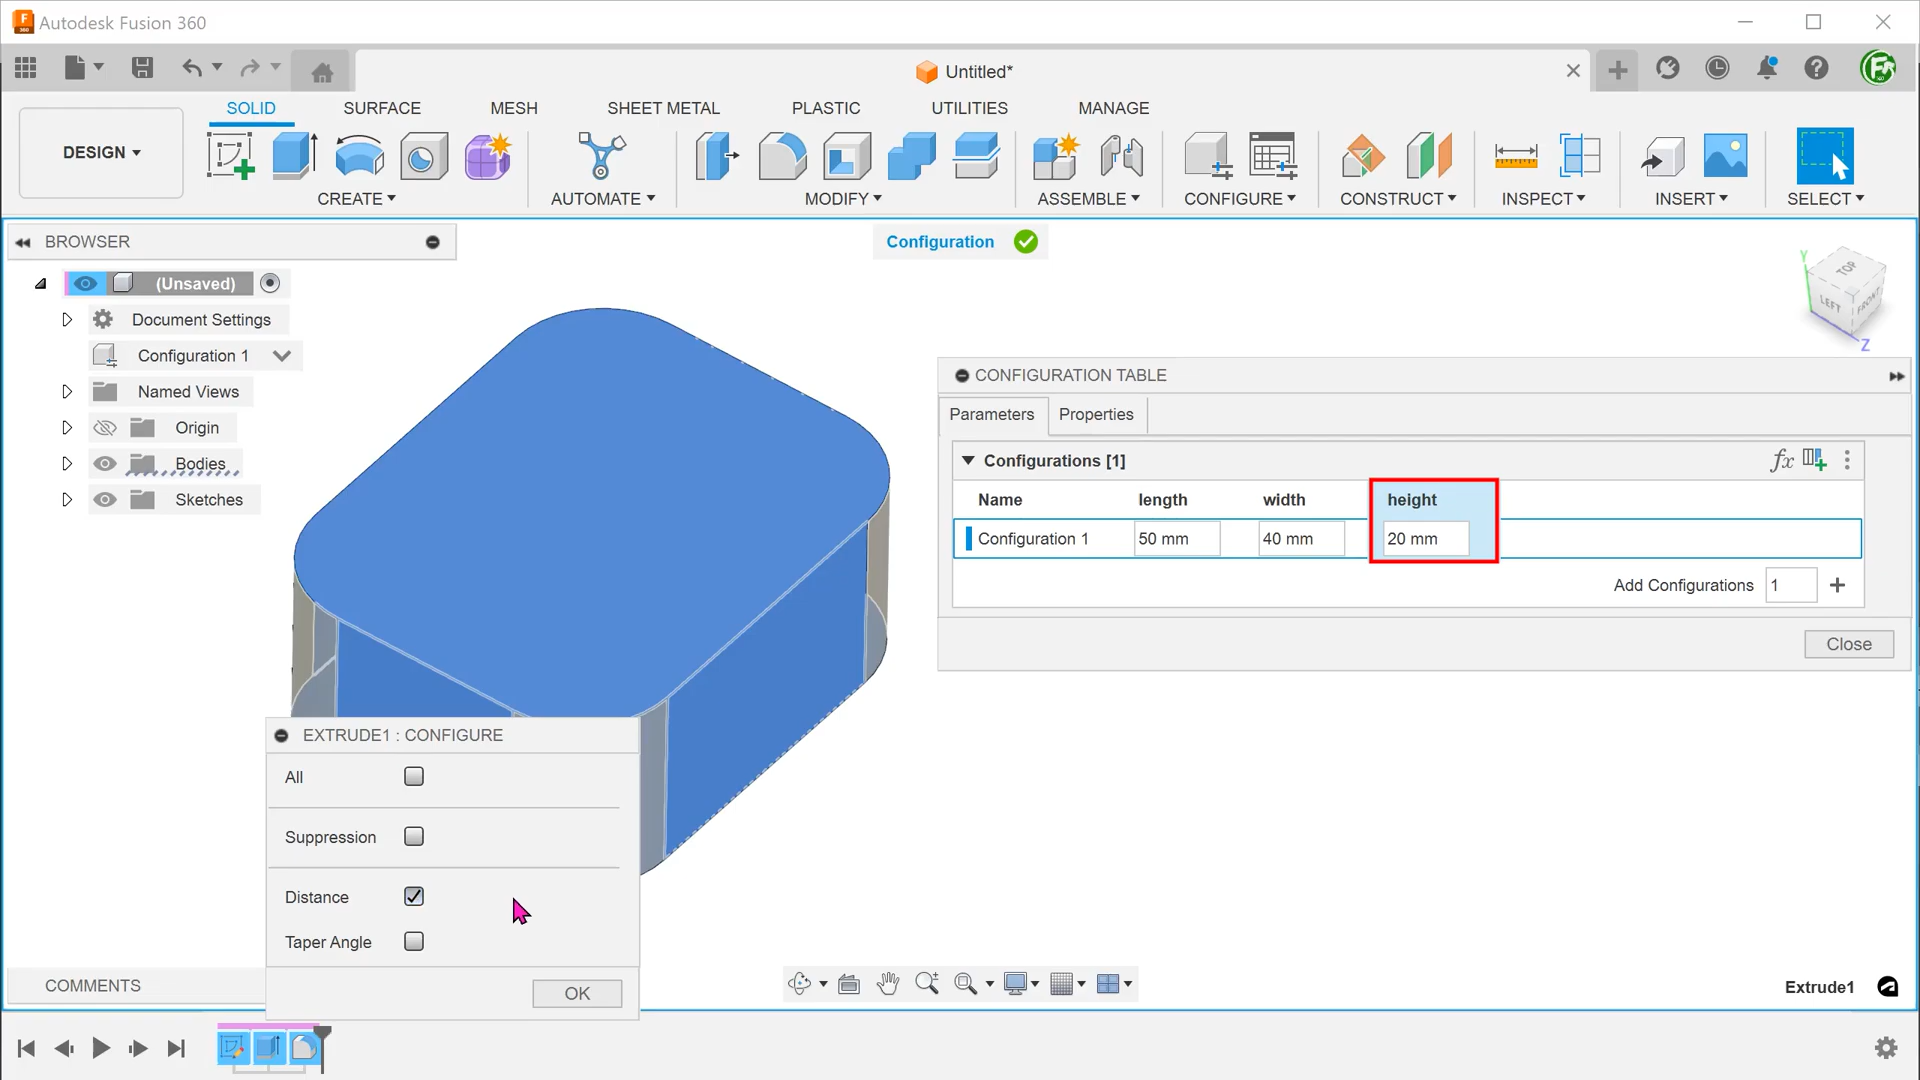 Autodesk Fusion 360
Untitled*
SOLID
SURFACE
MESH
SHEET METAL
PLASTIC
UTILITIES
MANAGE
DESIGN
CREATE
AUTOMATE
MODIFY
ASSEMBLE
CONFIGURE
CONSTRUCT
INSPECT
INSERT
SELECT
BROWSER
Configuration
(Unsaved)
Document Settings
Configuration 1
Named Views
Origin
Bodies
Sketches
Y
TOP
LEFT
FRONT
Z
CONFIGURATION TABLE
Parameters
Properties
Configurations [1]
fx
Name length width height
Configuration 1 50 mm 40 mm 20 mm
Add Configurations 1
Close
EXTRUDE1 : CONFIGURE
All
Suppression
Distance
Taper Angle
OK
COMMENTS
Extrude1